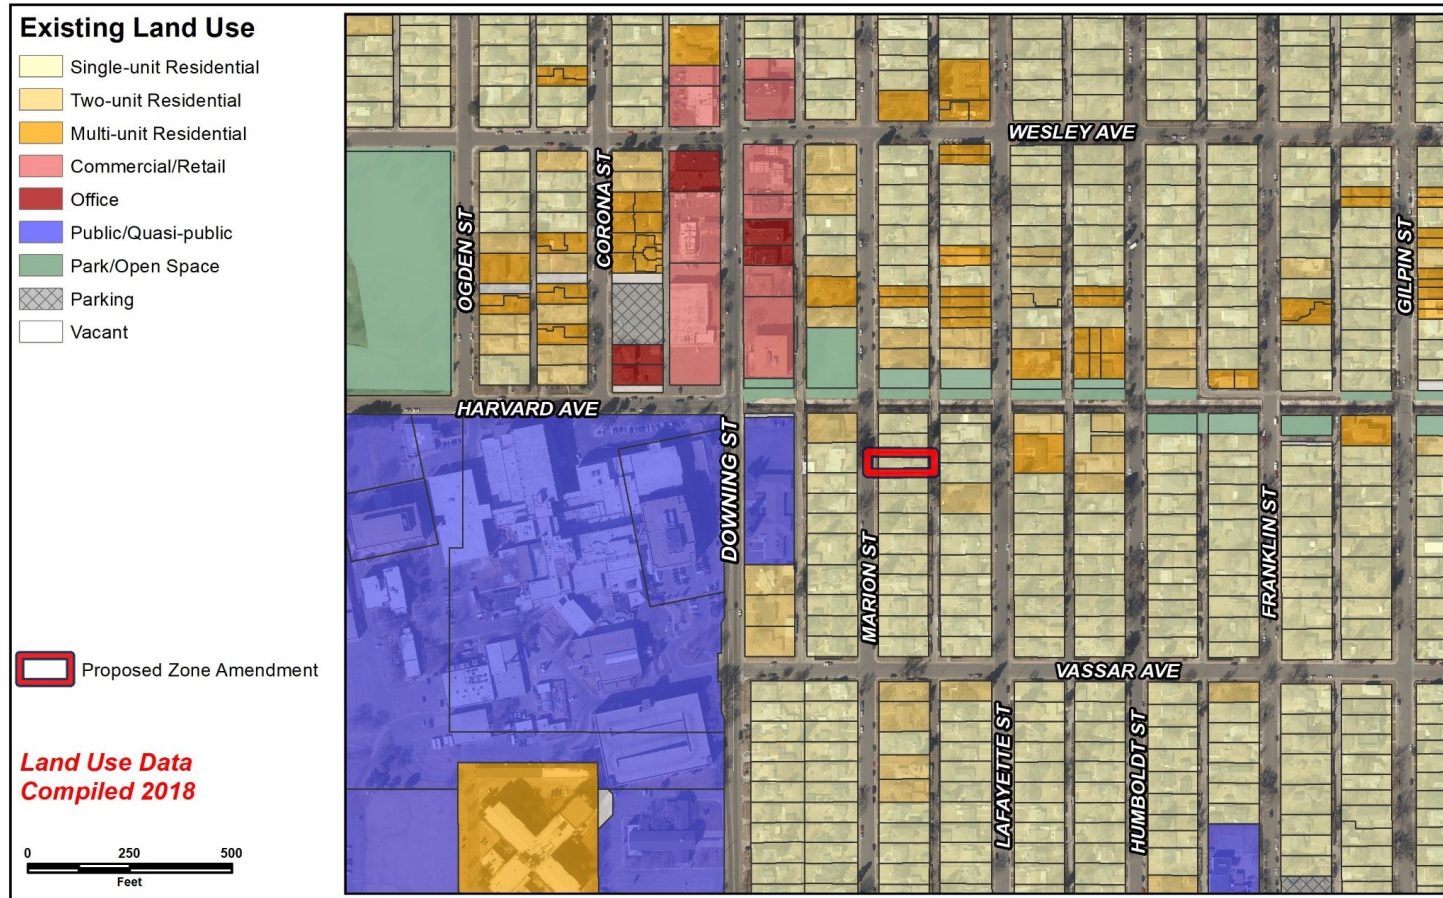 Existing Land Use
Single-unit Residential
Two-unit Residential
Multi-unit Residential
Commercial/Retail
Office
Public/Quasi-public
Park/Open Space
Parking
Vacant
Proposed Zone Amendment
Land Use Data
Compiled 2018
0 250 500
Feet
WESLEY AVE
OGDEN ST
CORONA ST
GILPIN ST
HARVARD AVE
DOWNING ST
MARION ST
FRANKLIN ST
VASSAR AVE
LAFAYETTE ST
HUMBOLDT ST